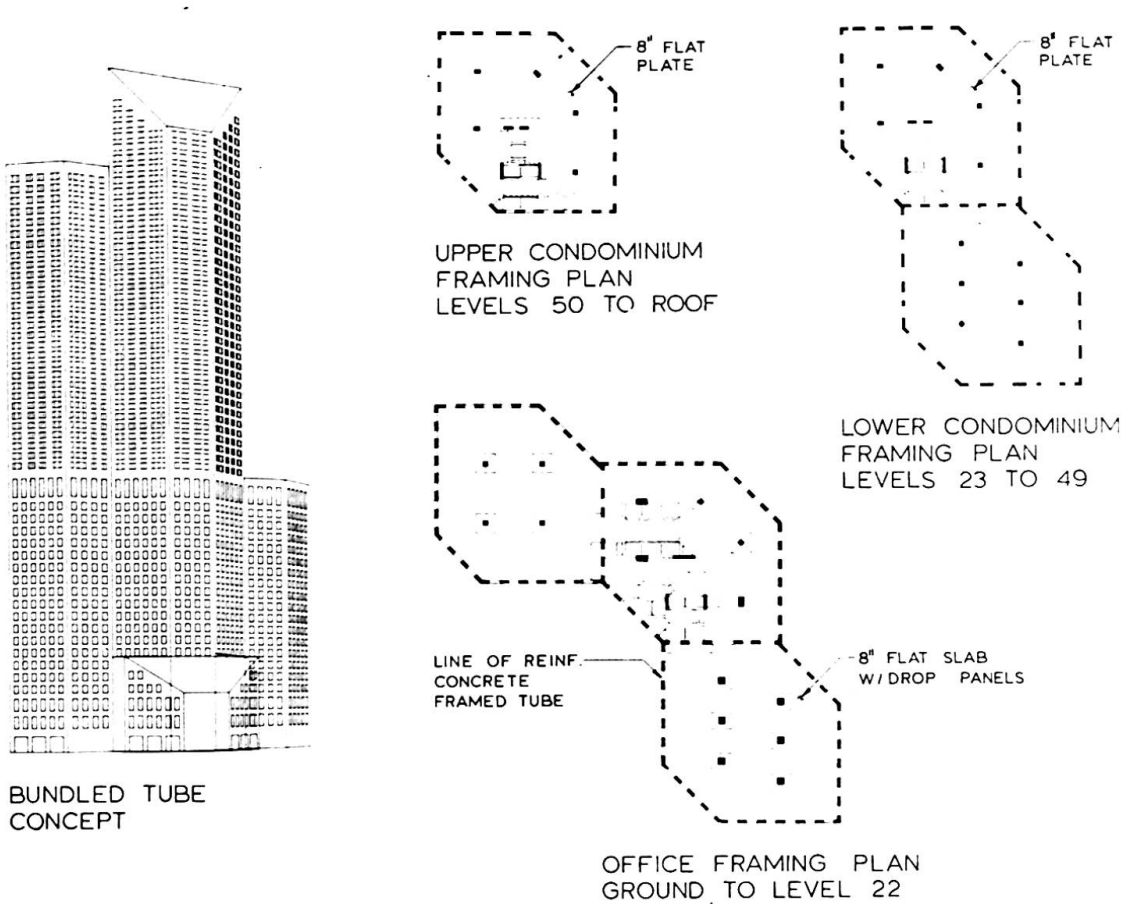 8" FLAT
PLATE
UPPER CONDOMINIUM
FRAMING PLAN
LEVELS 50 TO ROOF
8" FLAT
PLATE
LOWER CONDOMINIUM
FRAMING PLAN
LEVELS 23 TO 49
LINE OF REINF.
CONCRETE
FRAMED TUBE
8" FLAT SLAB
W/DROP PANELS
BUNDLED TUBE
CONCEPT
OFFICE FRAMING PLAN
GROUND TO LEVEL 22